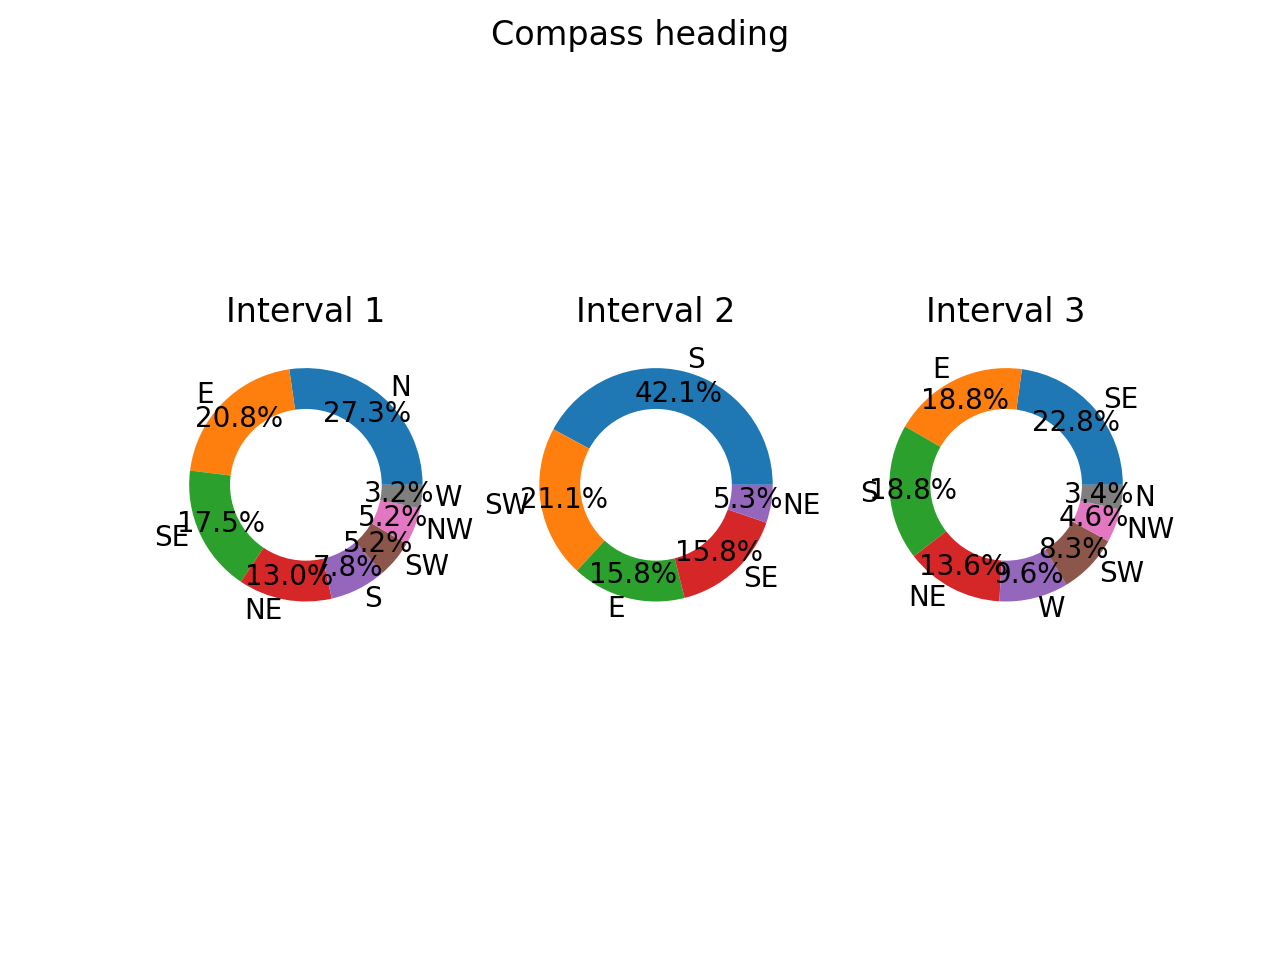 Compass heading
Interval 1
N
27.3%
E
20.8%
SE
17.5%
NE
13.0%
S
7.8%
SW
5.2%
NW
5.2%
W
3.2%
Interval 2
S
42.1%
SW
21.1%
E
15.8%
SE
15.8%
NE
5.3%
Interval 3
SE
22.8%
E
18.8%
S
18.8%
NE
13.6%
W
9.6%
SW
8.3%
NW
4.6%
N
3.4%